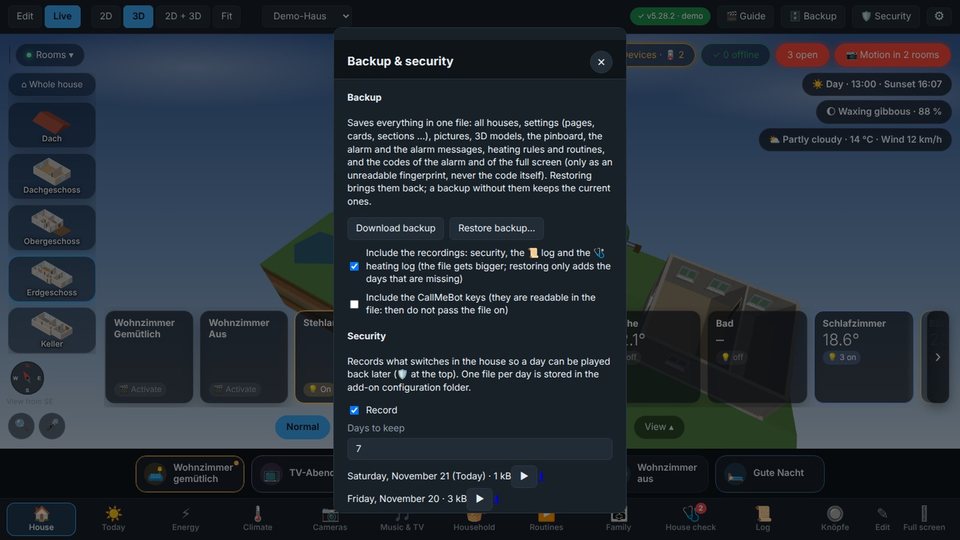 Edit Live 2D 3D 2D + 3D Fit Demo-Haus ✓ v5.28.2 · demo Guide Backup Security
Rooms ▾
evices · 2 ✓ 0 offline 3 open Motion in 2 rooms
⌂ Whole house
Day · 13:00 · Sunset 16:07
Waxing gibbous · 88 %
Partly cloudy · 14 °C · Wind 12 km/h
Dach
Dachgeschoss
Obergeschoss
Erdgeschoss
Keller
View from SE
Backup & security
Backup
Saves everything in one file: all houses, settings (pages,
cards, sections ...), pictures, 3D models, the pinboard, the
alarm and the alarm messages, heating rules and routines,
and the codes of the alarm and of the full screen (only as an
unreadable fingerprint, never the code itself). Restoring
brings them back; a backup without them keeps the current
ones.
Download backup Restore backup...
Include the recordings: security, the 📜 log and the 🩺
heating log (the file gets bigger; restoring only adds the
days that are missing)
Include the CallMeBot keys (they are readable in the
file: then do not pass the file on)
Security
Records what switches in the house so a day can be played
back later (🛡️ at the top). One file per day is stored in the
add-on configuration folder.
Record
Days to keep
7
Saturday, November 21 (Today) · 1 kB
Friday, November 20 · 3 kB
Wohnzimmer
Gemütlich
Activate
Wohnzimmer
Aus
Activate
Stehla
On
he
2.1°
off
Bad
–
off
Schlafzimmer
18.6°
3 on
Normal
View ▴
Wohnzimmer
gemütlich
TV-Abend
Wohnzimmer
aus
Gute Nacht
House Today Energy Climate Cameras Music & TV Household Routines Family House check 2 Log Knöpfe Edit Full screen